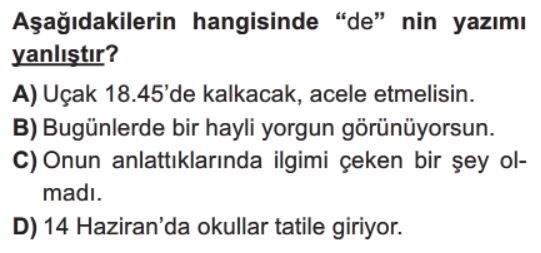 Aşağıdakilerin hangisinde “de” nin yazımı
yanlıştır?
A) Uçak 18.45’de kalkacak, acele etmelisin.
B) Bugünlerde bir hayli yorgun görünüyorsun.
C) Onun anlattıklarında ilgimi çeken bir şey ol-
madı.
D) 14 Haziran’da okullar tatile giriyor.